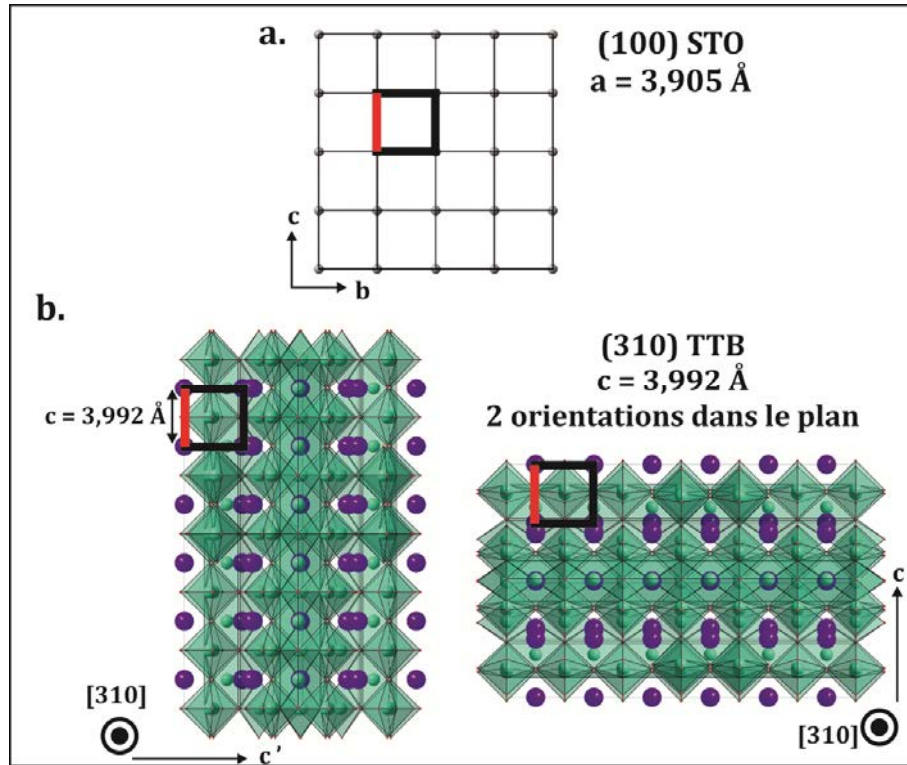 a.
(100) STO
a = 3,905 Å
c
b
b.
(310) TTB
c = 3,992 Å
2 orientations dans le plan
c = 3,992 Å
c
[310]
c'
[310]